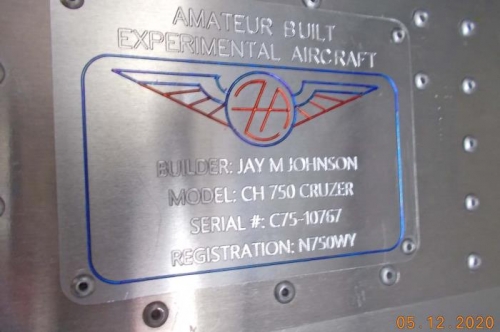 AMATEUR BUILT
EXPERIMENTAL AIRCRAFT
BUILDER: JAY M JOHNSON
MODEL: CH 750 CRUZER
SERIAL #: C75-10767
REGISTRATION: N750WY
05.12.2020